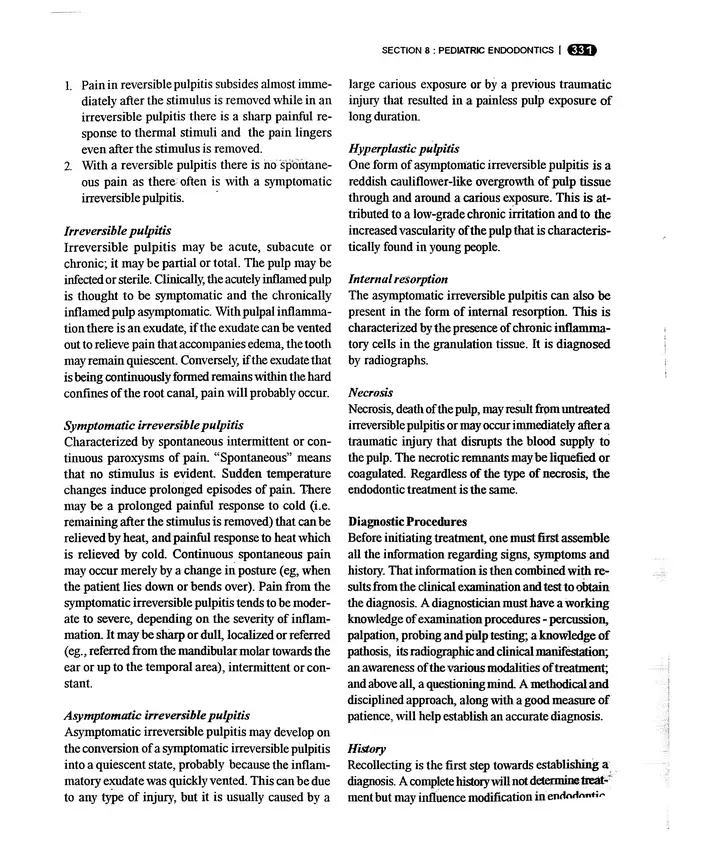 SECTION 8 : PEDIATRIC ENDODONTICS | 331
1. Pain in reversible pulpitis subsides almost imme-
diately after the stimulus is removed while in an
irreversible pulpitis there is a sharp painful re-
sponse to thermal stimuli and the pain lingers
even after the stimulus is removed.
2. With a reversible pulpitis there is no spontane-
ous pain as there often is with a symptomatic
irreversible pulpitis.
Irreversible pulpitis
Irreversible pulpitis may be acute, subacute or
chronic; it may be partial or total. The pulp may be
infected or sterile. Clinically, the acutely inflamed pulp
is thought to be symptomatic and the chronically
inflamed pulp asymptomatic. With pulpal inflamma-
tion there is an exudate, if the exudate can be vented
out to relieve pain that accompanies edema, the tooth
may remain quiescent. Conversely, if the exudate that
is being continuously formed remains within the hard
confines of the root canal, pain will probably occur.
Symptomatic irreversible pulpitis
Characterized by spontaneous intermittent or con-
tinuous paroxysms of pain. “Spontaneous” means
that no stimulus is evident. Sudden temperature
changes induce prolonged episodes of pain. There
may be a prolonged painful response to cold (i.e.
remaining after the stimulus is removed) that can be
relieved by heat, and painful response to heat which
is relieved by cold. Continuous spontaneous pain
may occur merely by a change in posture (eg, when
the patient lies down or bends over). Pain from the
symptomatic irreversible pulpitis tends to be moder-
ate to severe, depending on the severity of inflam-
mation. It may be sharp or dull, localized or referred
(eg., referred from the mandibular molar towards the
ear or up to the temporal area), intermittent or con-
stant.
Asymptomatic irreversible pulpitis
Asymptomatic irreversible pulpitis may develop on
the conversion of a symptomatic irreversible pulpitis
into a quiescent state, probably because the inflam-
matory exudate was quickly vented. This can be due
to any type of injury, but it is usually caused by a
large carious exposure or by a previous traumatic
injury that resulted in a painless pulp exposure of
long duration.
Hyperplastic pulpitis
One form of asymptomatic irreversible pulpitis is a
reddish cauliflower-like overgrowth of pulp tissue
through and around a carious exposure. This is at-
tributed to a low-grade chronic irritation and to the
increased vascularity of the pulp that is characteris-
tically found in young people.
Internal resorption
The asymptomatic irreversible pulpitis can also be
present in the form of internal resorption. This is
characterized by the presence of chronic inflamma-
tory cells in the granulation tissue. It is diagnosed
by radiographs.
Necrosis
Necrosis, death of the pulp, may result from untreated
irreversible pulpitis or may occur immediately after a
traumatic injury that disrupts the blood supply to
the pulp. The necrotic remnants may be liquefied or
coagulated. Regardless of the type of necrosis, the
endodontic treatment is the same.
Diagnostic Procedures
Before initiating treatment, one must first assemble
all the information regarding signs, symptoms and
history. That information is then combined with re-
sults from the clinical examination and test to obtain
the diagnosis. A diagnostician must have a working
knowledge of examination procedures - percussion,
palpation, probing and pulp testing; a knowledge of
pathosis, its radiographic and clinical manifestation;
an awareness of the various modalities of treatment;
and above all, a questioning mind. A methodical and
disciplined approach, along with a good measure of
patience, will help establish an accurate diagnosis.
History
Recollecting is the first step towards establishing a
diagnosis. A complete history will not determine treat-
ment but may influence modification in endodontic